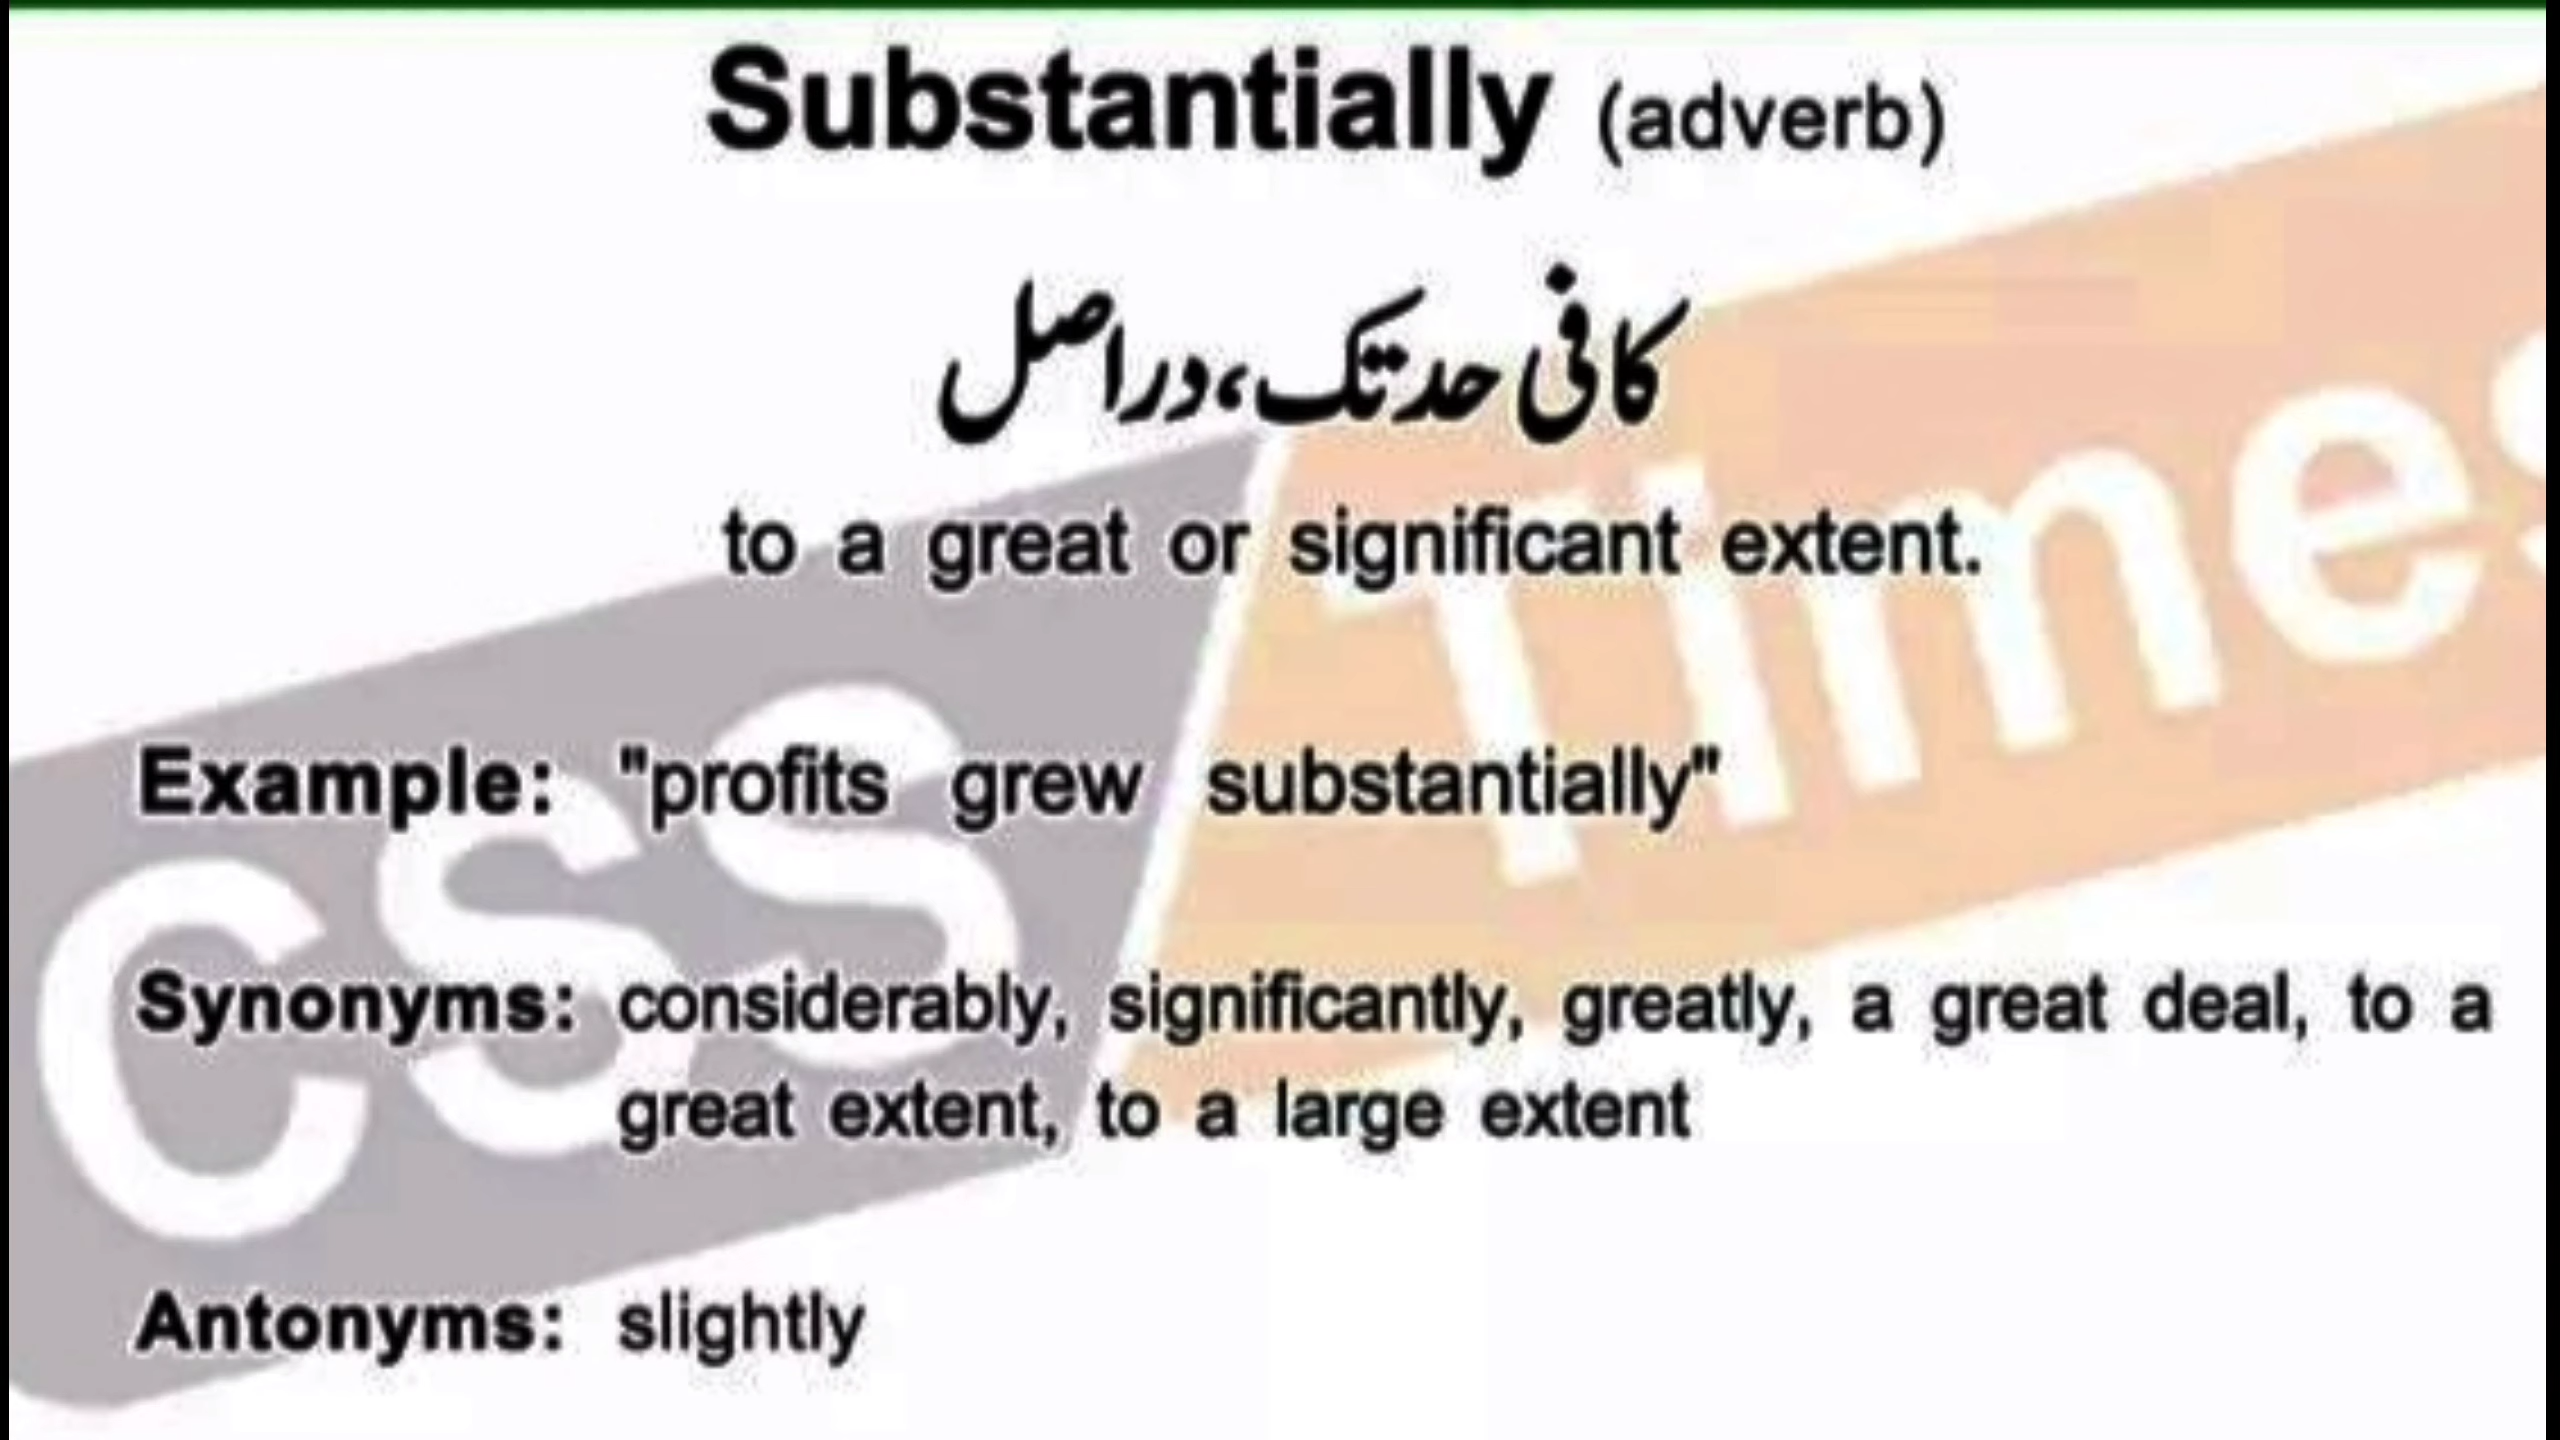 Substantially (adverb)
کافی حد تک، دراصل
to a great or significant extent.
Example: "profits grew substantially"
Synonyms: considerably, significantly, greatly, a great deal, to a
great extent, to a large extent
Antonyms: slightly
CSS Times